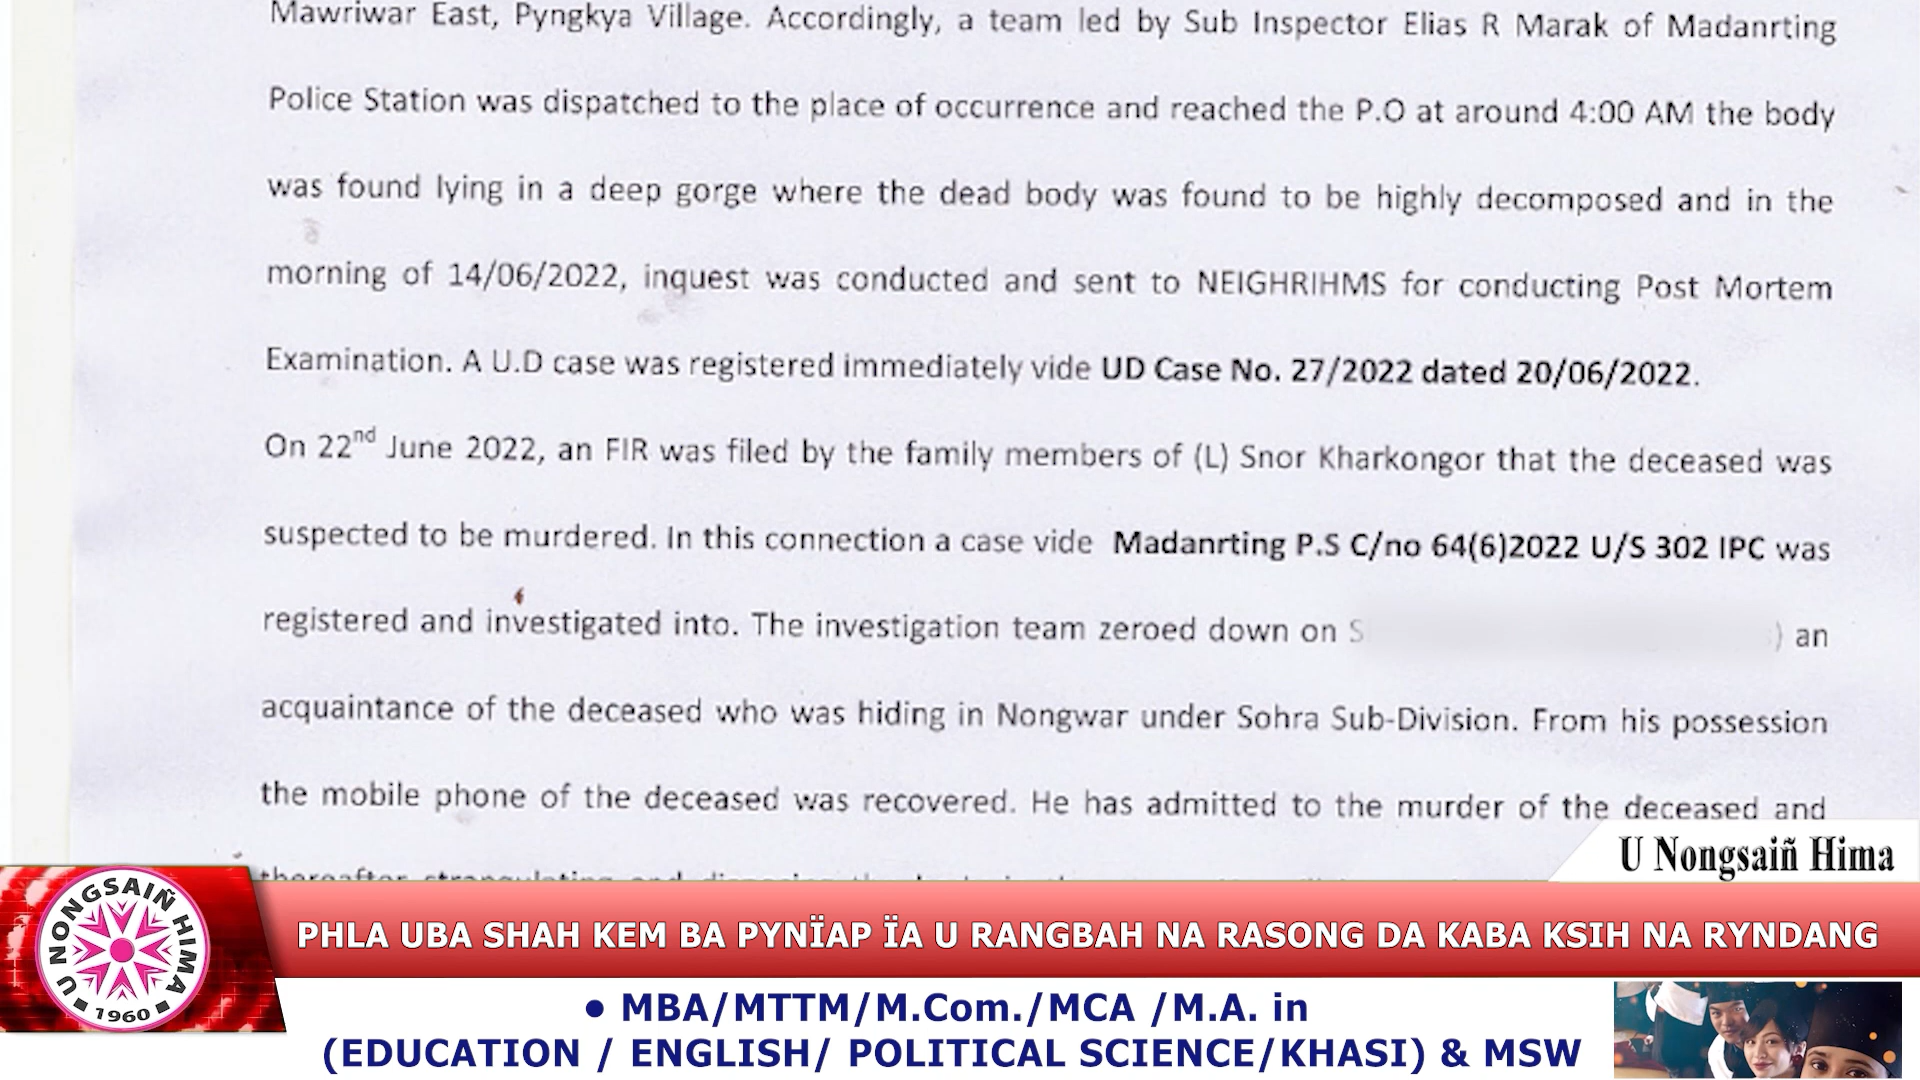 Mawriwar East, Pyngkya Village. Accordingly, a team led by Sub Inspector Elias R Marak of Madanrting
Police Station was dispatched to the place of occurrence and reached the P.O at around 4:00 AM the body
was found lying in a deep gorge where the dead body was found to be highly decomposed and in the
morning of 14/06/2022, inquest was conducted and sent to NEIGHRIHMS for conducting Post Mortem
Examination. A U.D case was registered immediately vide UD Case No. 27/2022 dated 20/06/2022.
On 22nd June 2022, an FIR was filed by the family members of (L) Snor Kharkongor that the deceased was
suspected to be murdered. In this connection a case vide Madanrting P.S C/no 64(6)2022 U/S 302 IPC was
registered and investigated into. The investigation team zeroed down on S ) an
acquaintance of the deceased who was hiding in Nongwar under Sohra Sub-Division. From his possession
the mobile phone of the deceased was recovered. He has admitted to the murder of the deceased and
U Nongsaiñ Hima
U NONGSAIÑ HIMA
1960
PHLA UBA SHAH KEM BA PYNÏAP ÏA U RANGBAH NA RASONG DA KABA KSIH NA RYNDANG
• MBA/MTTM/M.Com./MCA /M.A. in
(EDUCATION / ENGLISH/ POLITICAL SCIENCE/KHASI) & MSW